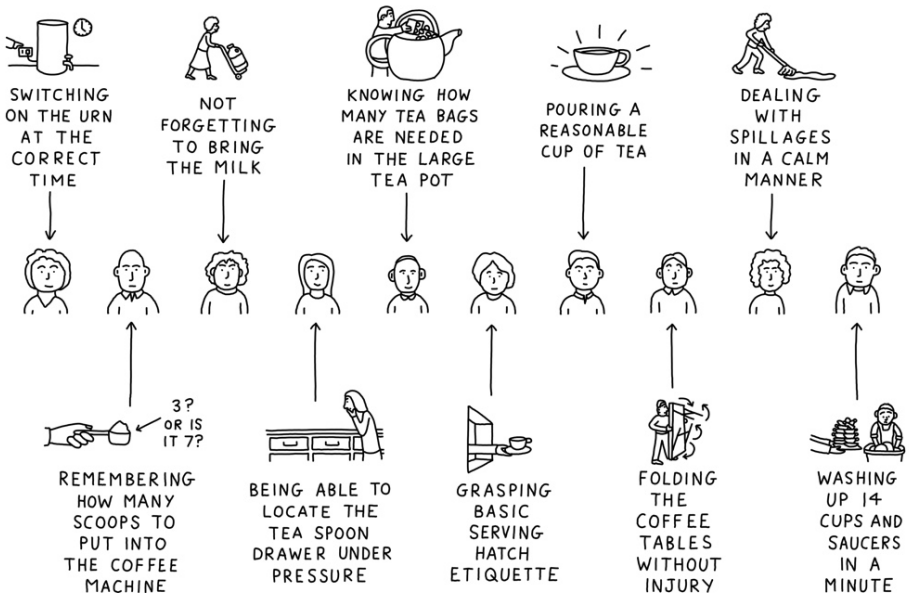 SWITCHING
ON THE URN
AT THE
CORRECT
TIME
NOT
FORGETTING
TO BRING
THE MILK
KNOWING HOW
MANY TEA BAGS
ARE NEEDED
IN THE LARGE
TEA POT
POURING A
REASONABLE
CUP OF TEA
DEALING
WITH
SPILLAGES
IN A CALM
MANNER
3?
OR IS
IT 7?
REMEMBERING
HOW MANY
SCOOPS TO
PUT INTO
THE COFFEE
MACHINE
BEING ABLE TO
LOCATE THE
TEA SPOON
DRAWER UNDER
PRESSURE
GRASPING
BASIC
SERVING
HATCH
ETIQUETTE
FOLDING
THE
COFFEE
TABLES
WITHOUT
INJURY
WASHING
UP 14
CUPS AND
SAUCERS
IN A
MINUTE